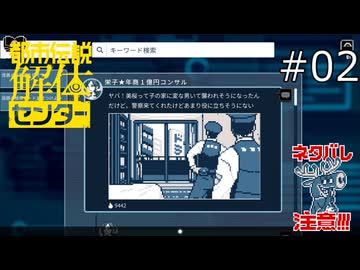 都市伝説
解体
センター
キーワード検索
#02
栄子★年商１億円コンサル
ヤバ！美桜って子の家に変な男いて襲われそうになったんだけど。警察来てくれたけどあまり役に立ちそうにない
9442
ネタバレ
注意!!!